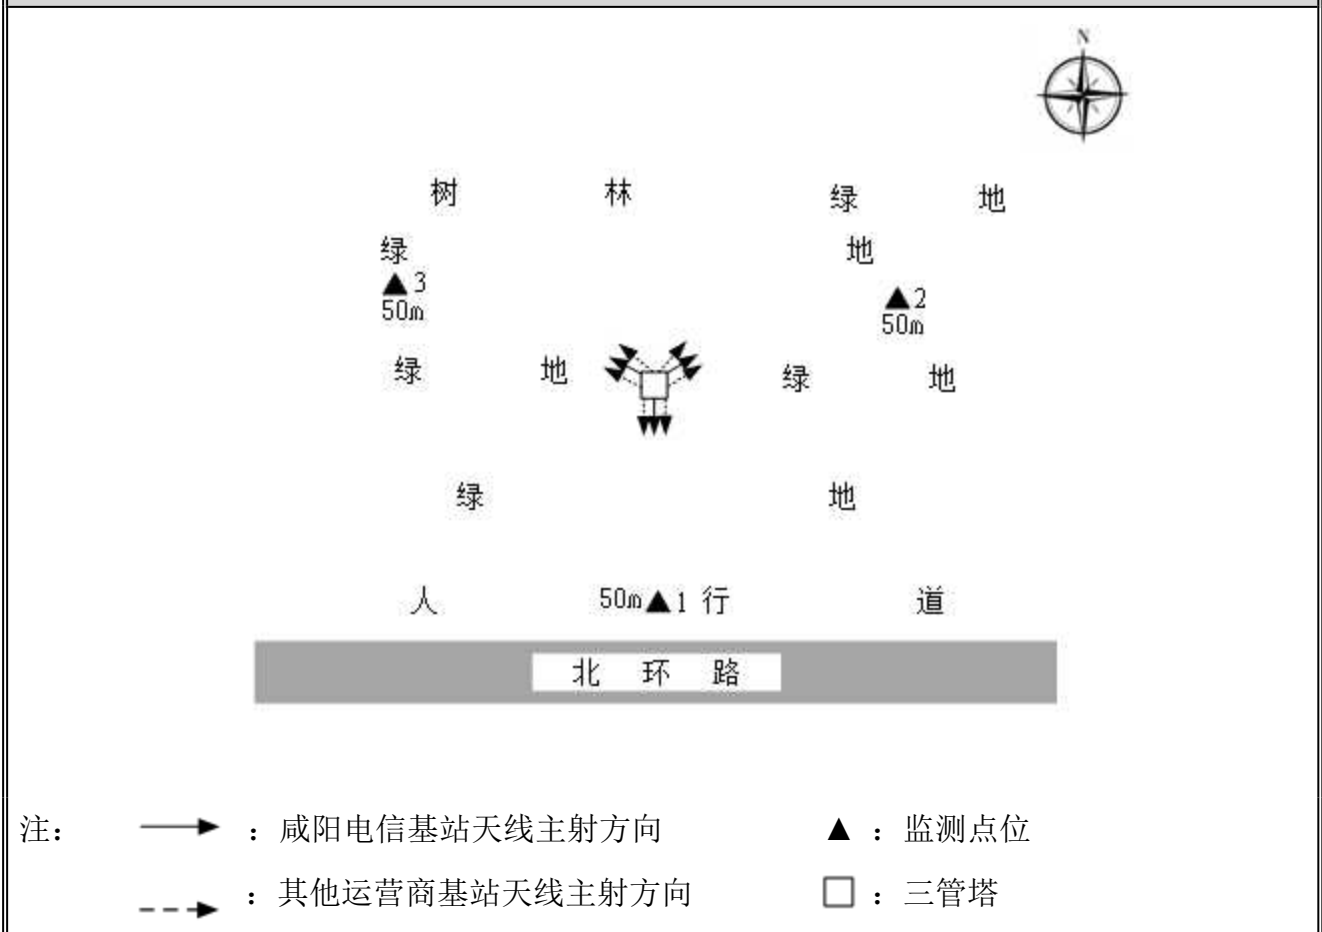 N
树 林 绿 地
绿 地
▲3 ▲2
50m 50m
绿 地 绿 地
绿 地
人 50m▲1 行 道
北 环 路
注： ：咸阳电信基站天线主射方向 ▲：监测点位
：其他运营商基站天线主射方向 □：三管塔